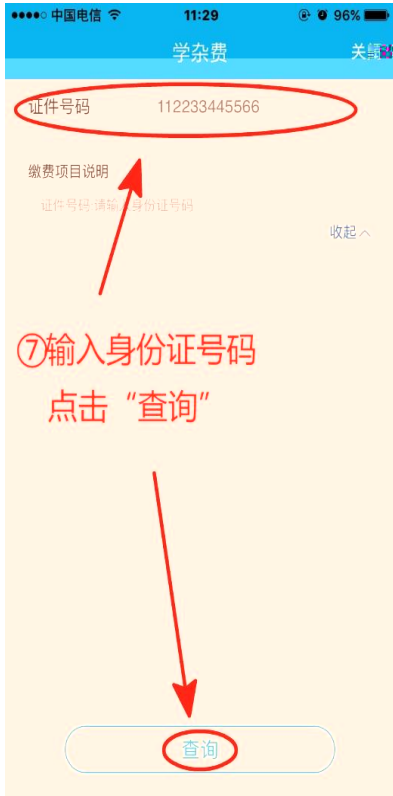 中国电信 11:29 96%
学杂费
证件号码 112233445566
缴费项目说明
证件号码:请输入身份证号码
收起
⑦输入身份证号码
点击“查询”
查询